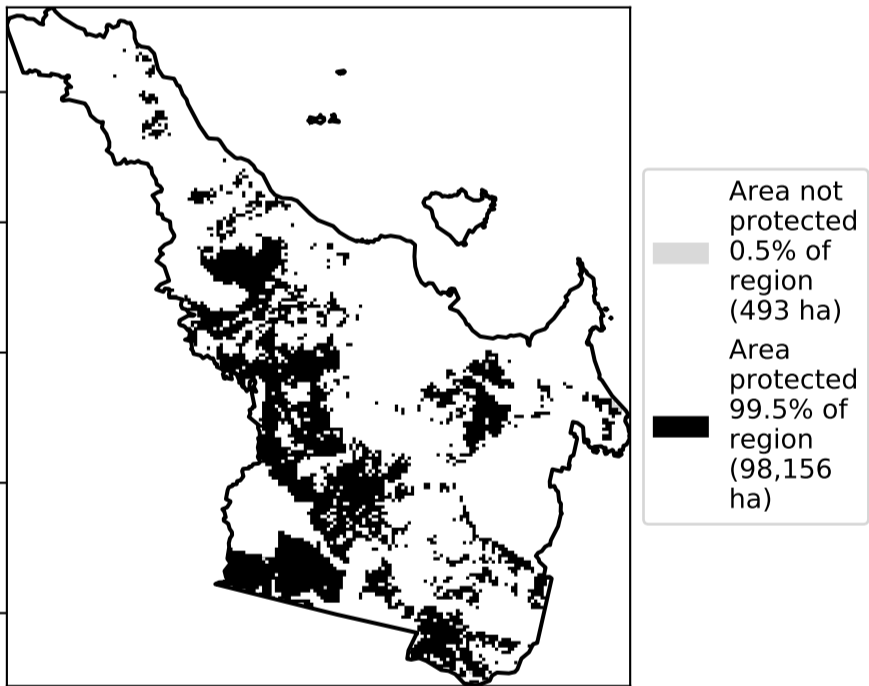 Area not
protected
0.5% of
region
(493 ha)
Area
protected
99.5% of
region
(98,156
ha)